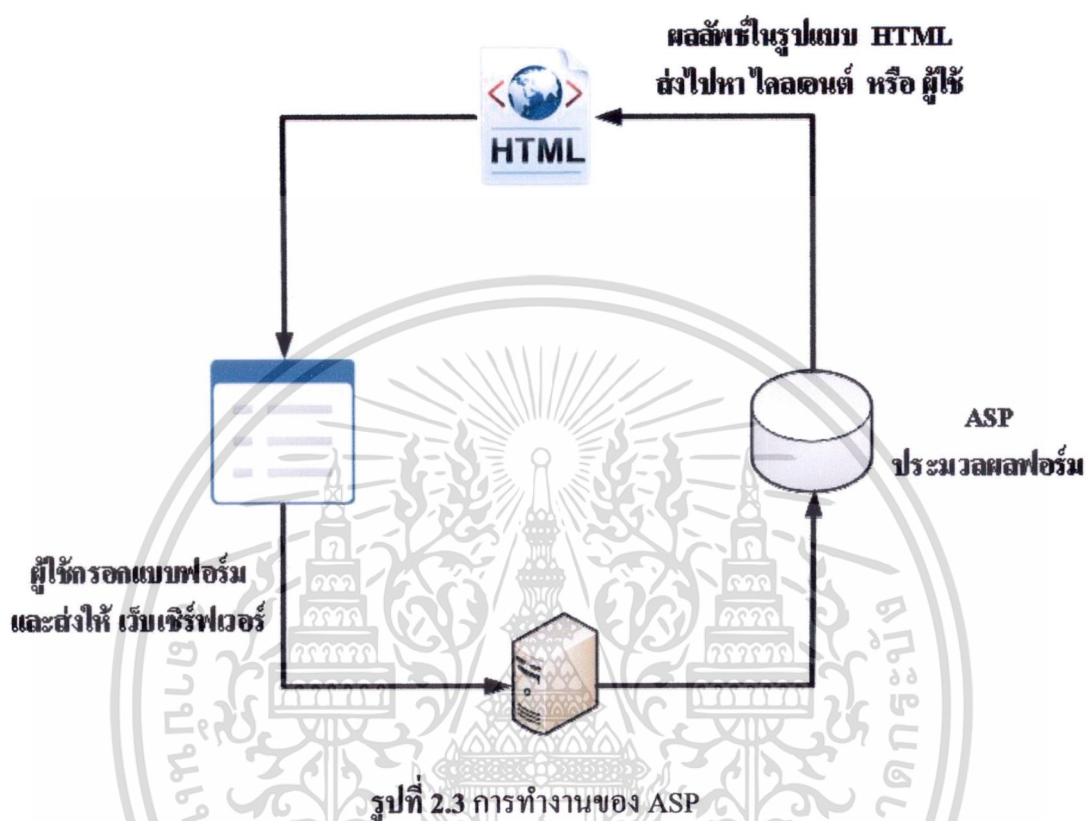 ผลลัพธ์ในรูปแบบ HTML
ส่งไปหา ไคลเอนต์ หรือ ผู้ใช้
HTML
ASP
ประมวลผลฟอร์ม
ผู้ใช้กรอกแบบฟอร์ม
และส่งให้ เว็บเซิร์ฟเวอร์
รูปที่ 2.3 การทำงานของ ASP